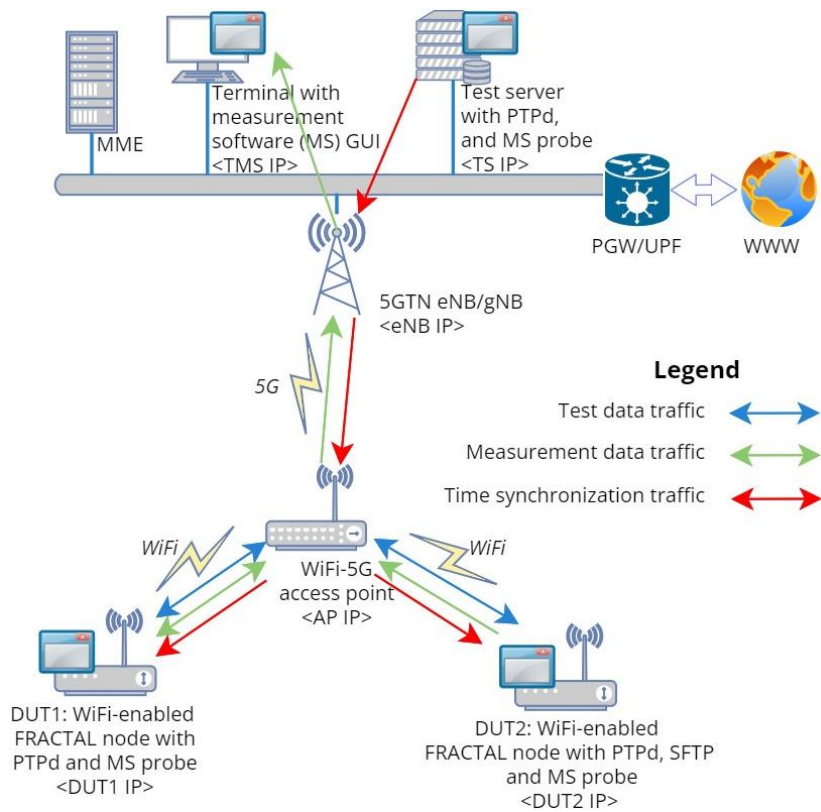 MME
Terminal with
measurement
software (MS) GUI
<TMS IP>
Test server
with PTPd,
and MS probe
<TS IP>
PGW/UPF
WWW
5GTN eNB/gNB
<eNB IP>
5G
Legend
Test data traffic
Measurement data traffic
Time synchronization traffic
WiFi
WiFi
WiFi-5G
access point
<AP IP>
DUT1: WiFi-enabled
FRACTAL node with
PTPd and MS probe
<DUT1 IP>
DUT2: WiFi-enabled
FRACTAL node with PTPd, SFTP
and MS probe
<DUT2 IP>